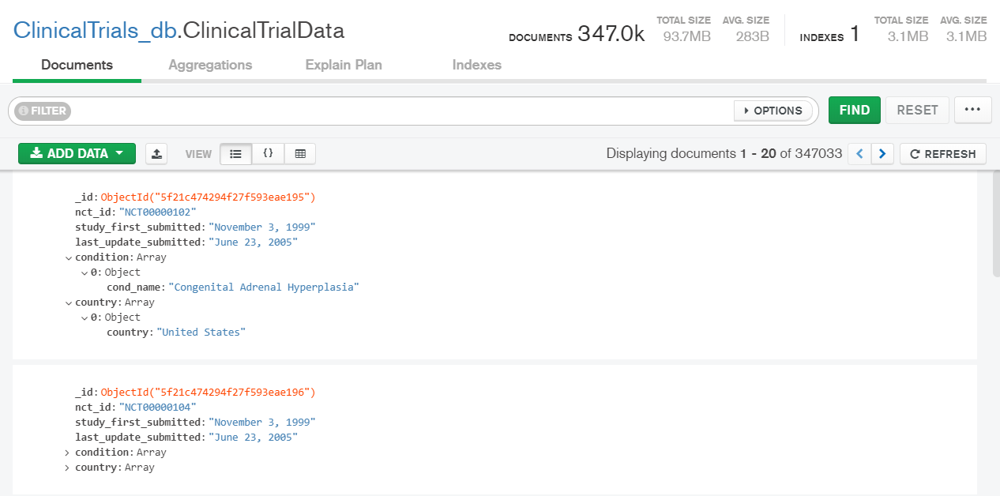 ClinicalTrials_db.ClinicalTrialData
DOCUMENTS 347.0k TOTAL SIZE 93.7MB AVG. SIZE 283B INDEXES 1 TOTAL SIZE 3.1MB AVG. SIZE 3.1MB
Documents Aggregations Explain Plan Indexes
FILTER OPTIONS FIND RESET ...
ADD DATA VIEW { } Displaying documents 1 - 20 of 347033 < > REFRESH
_id: ObjectId("5f21c474294f27f593eae195")
nct_id: "NCT00000102"
study_first_submitted: "November 3, 1999"
last_update_submitted: "June 23, 2005"
condition: Array
0: Object
cond_name: "Congenital Adrenal Hyperplasia"
country: Array
0: Object
country: "United States"
_id: ObjectId("5f21c474294f27f593eae196")
nct_id: "NCT00000104"
study_first_submitted: "November 3, 1999"
last_update_submitted: "June 23, 2005"
condition: Array
country: Array